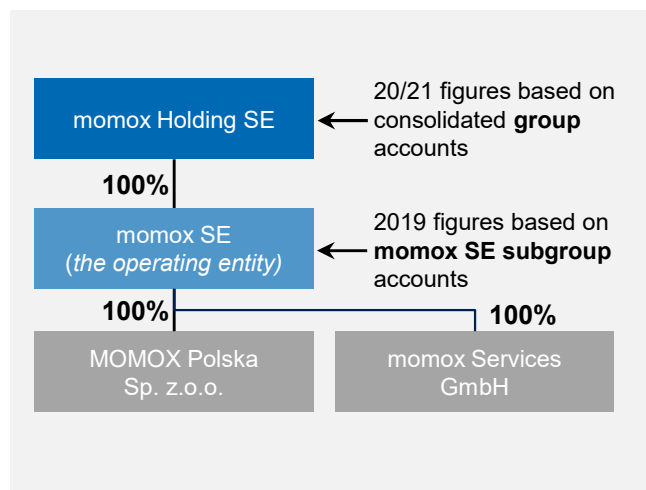 momox Holding SE
20/21 figures based on
consolidated group
accounts
100%
momox SE
(the operating entity)
2019 figures based on
momox SE subgroup
accounts
100%
100%
MOMOX Polska
Sp. z.o.o.
momox Services
GmbH